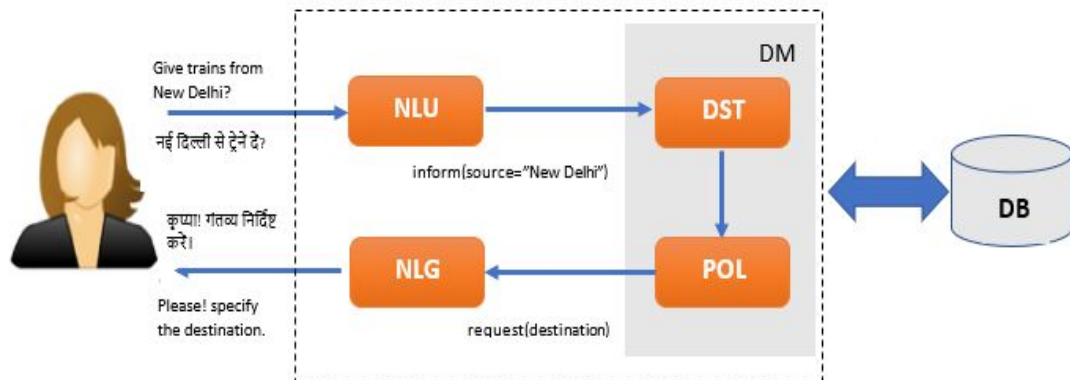 Give trains from
New Delhi?
नई दिल्ली से ट्रेनें दें?
कृप्या! गंतव्य निर्दिष्ट
करें।
Please! specify
the destination.
NLU
inform(source="New Delhi")
NLG
request(destination)
DM
DST
POL
DB